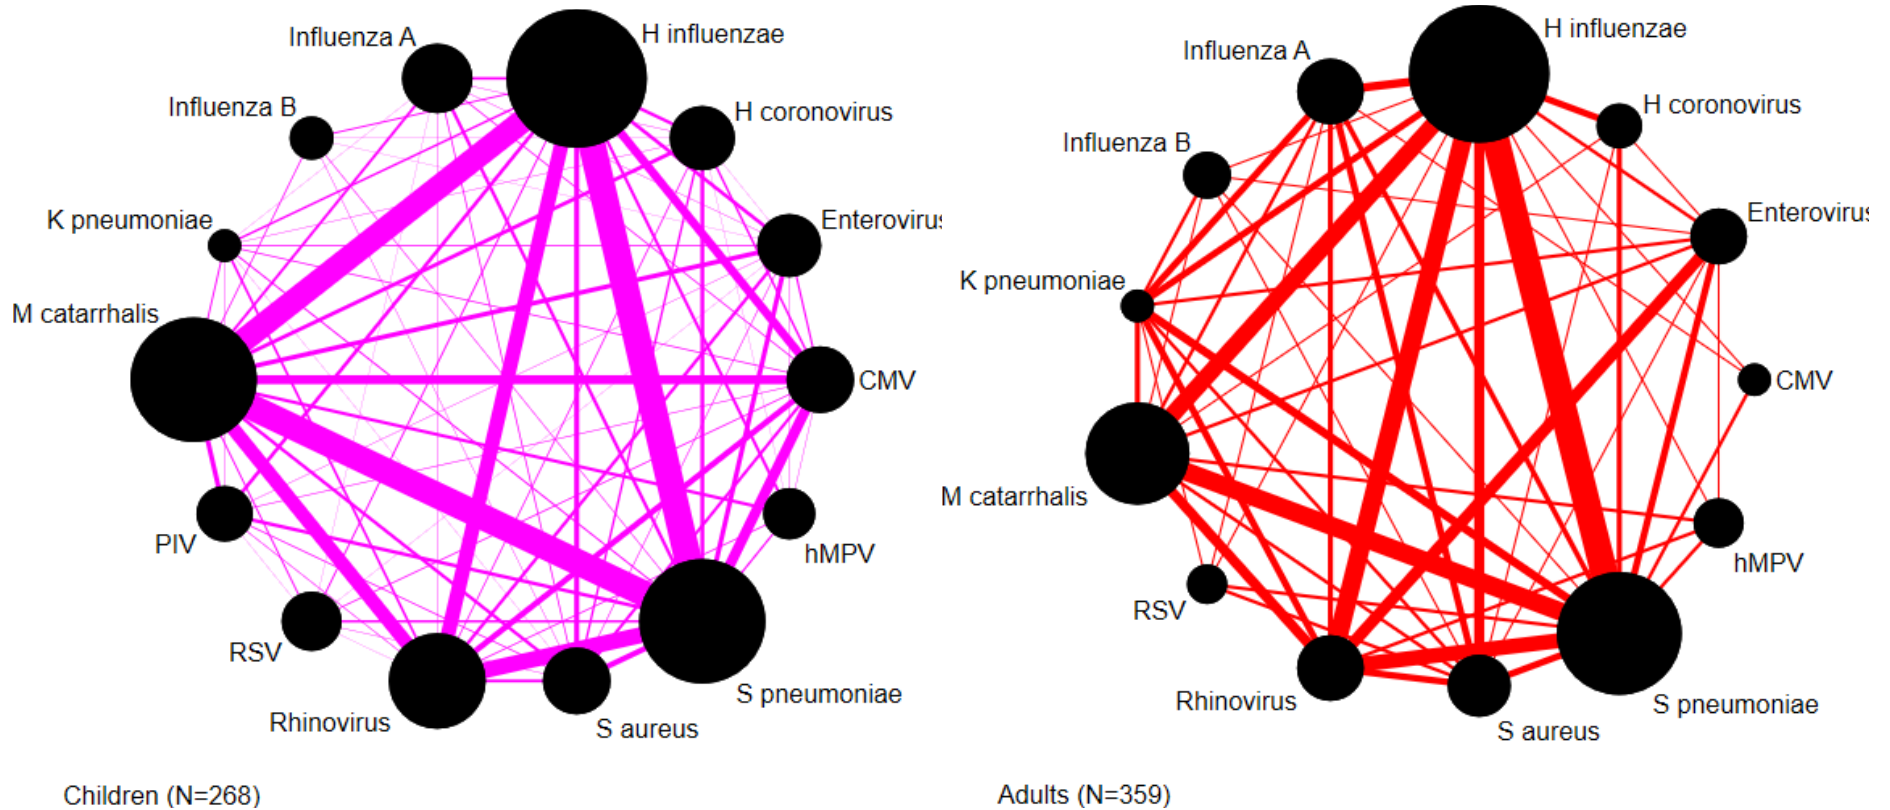 Influenza A
H influenzae
Influenza B
H coronovirus
K pneumoniae
Enterovirus
M catarrhalis
CMV
PIV
hMPV
RSV
Rhinovirus
S aureus
S pneumoniae
Children (N=268)
Influenza A
H influenzae
Influenza B
H coronovirus
K pneumoniae
Enterovirus
M catarrhalis
CMV
RSV
hMPV
Rhinovirus
S aureus
S pneumoniae
Adults (N=359)